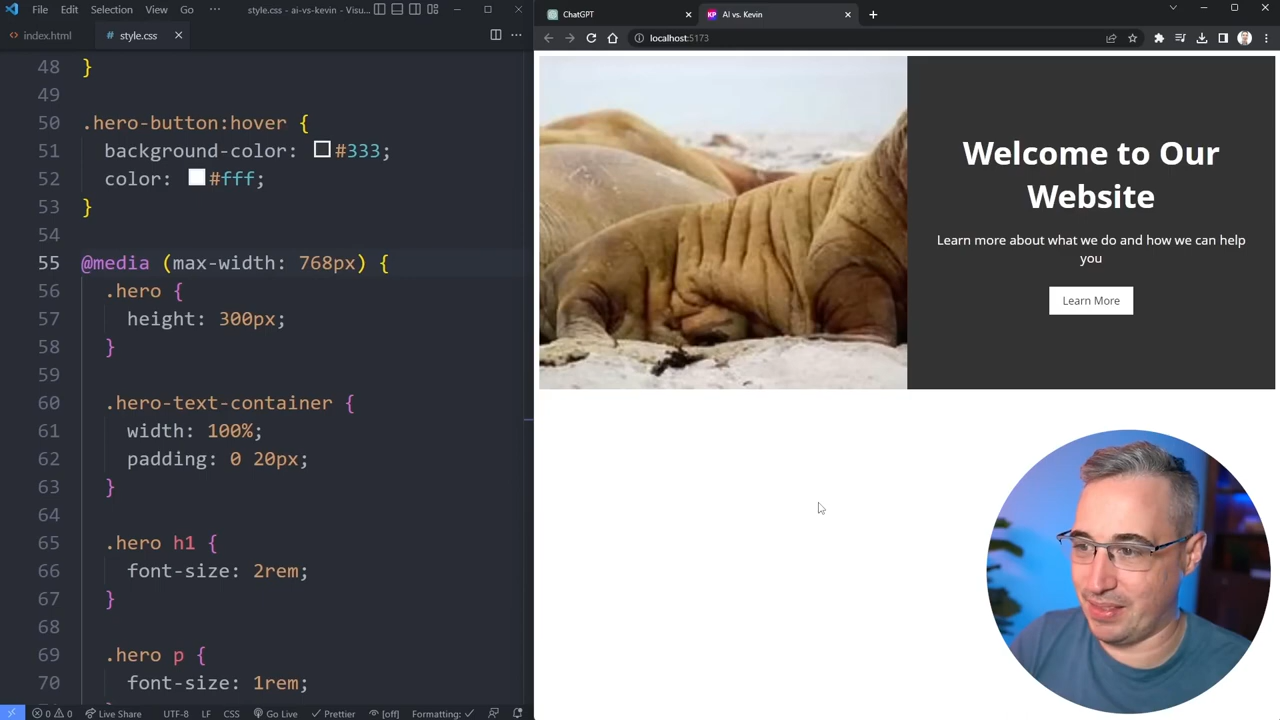 File Edit Selection View Go style.css - ai-vs-kevin - Visu...
index.html # style.css
48 }
49
50 .hero-button:hover {
51 background-color: #333;
52 color: #fff;
53 }
54
55 @media (max-width: 768px) {
56 .hero {
57 height: 300px;
58 }
59
60 .hero-text-container {
61 width: 100%;
62 padding: 0 20px;
63 }
64
65 .hero h1 {
66 font-size: 2rem;
67 }
68
69 .hero p {
70 font-size: 1rem;
0 0 Live Share UTF-8 LF CSS Go Live Prettier [off] Formatting:
ChatGPT
KP AI vs. Kevin
localhost:5173
Welcome to Our
Website
Learn more about what we do and how we can help
you
Learn More